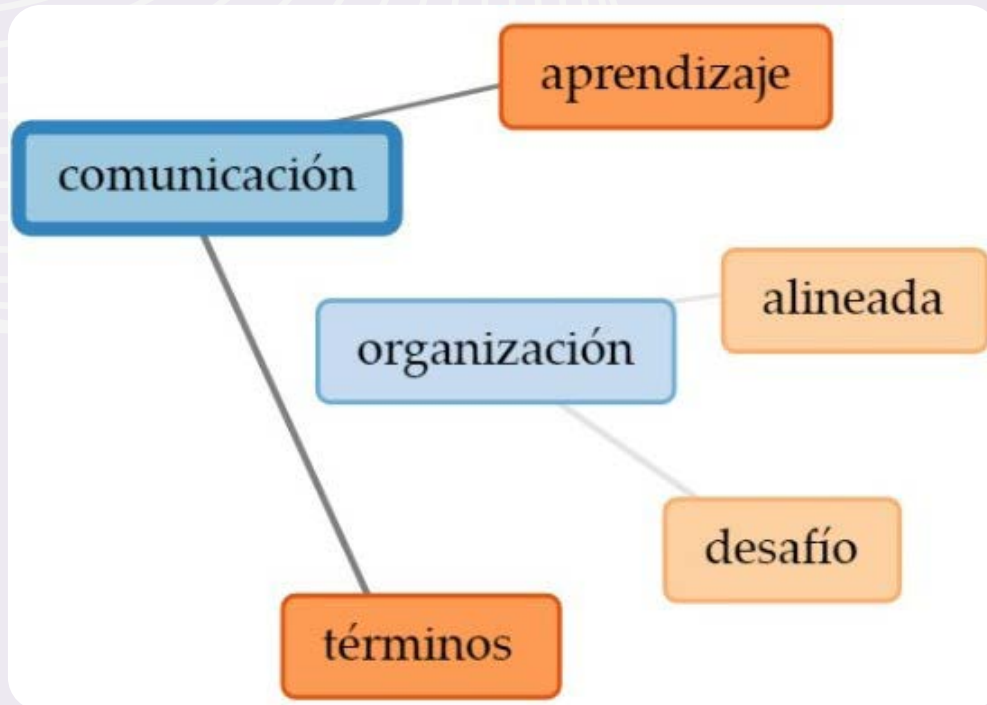 aprendizaje
comunicación
alineada
organización
desafío
términos